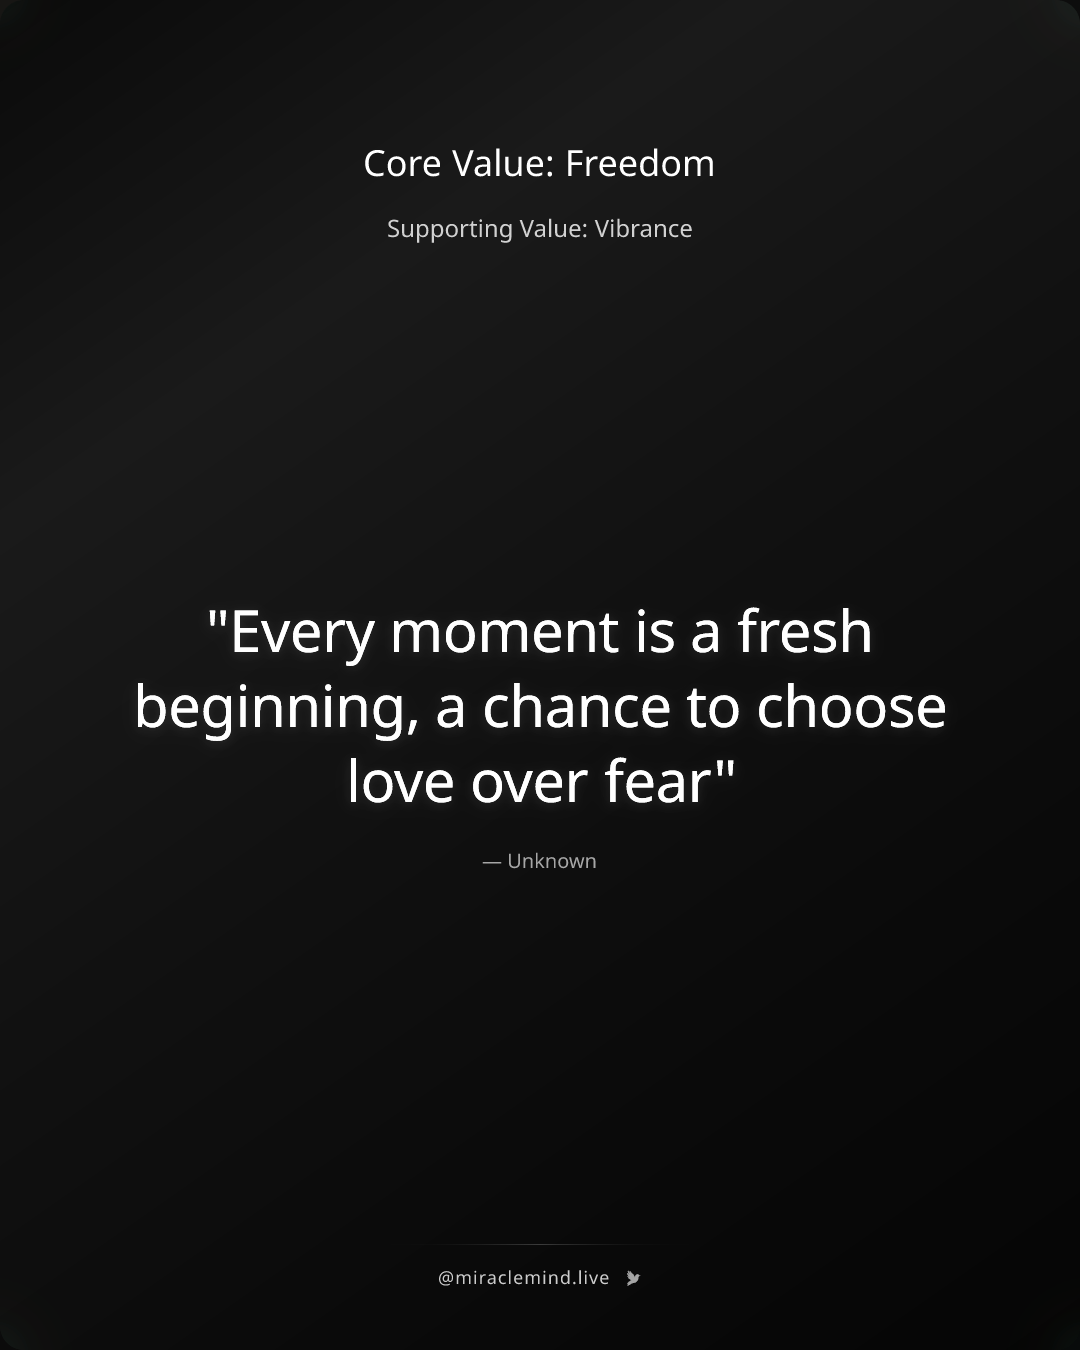 Core Value: Freedom
Supporting Value: Vibrance
"Every moment is a fresh
beginning, a chance to choose
love over fear"
— Unknown
@miraclemind.live